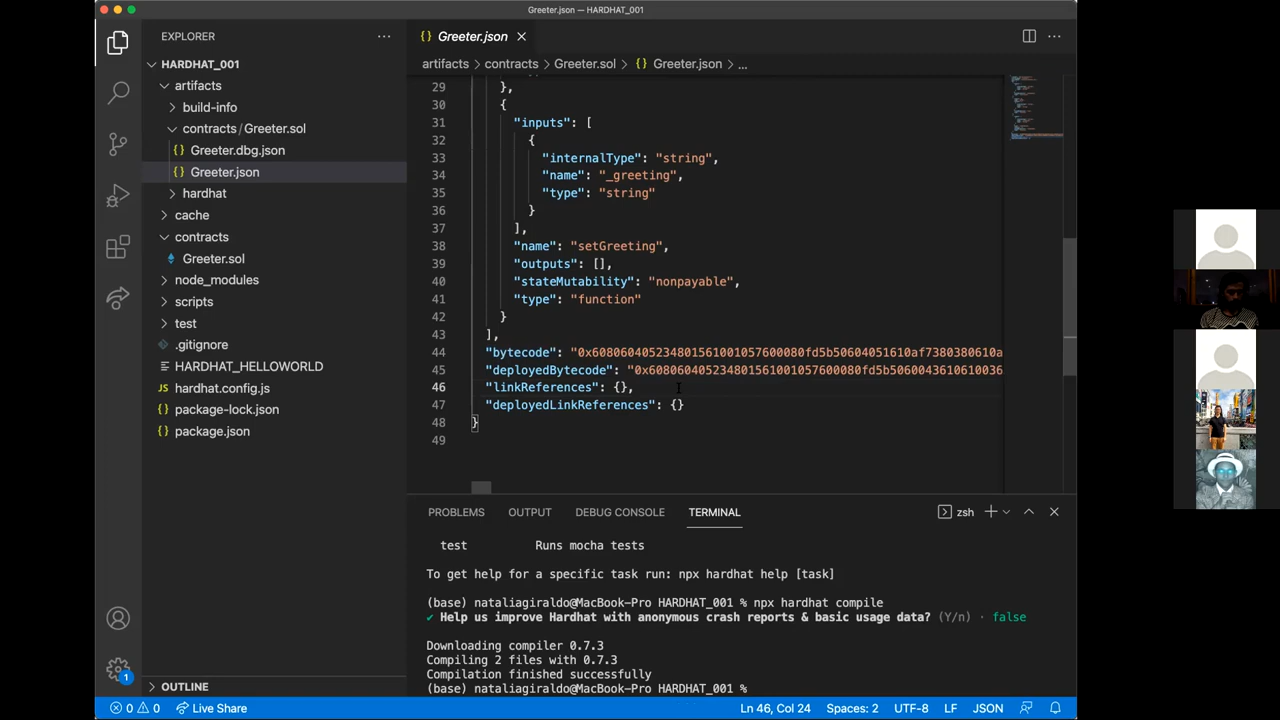 Greeter.json — HARDHAT_001
EXPLORER
Greeter.json
HARDHAT_001
artifacts
build-info
contracts / Greeter.sol
Greeter.dbg.json
Greeter.json
hardhat
cache
contracts
Greeter.sol
node_modules
scripts
test
.gitignore
HARDHAT_HELLOWORLD
hardhat.config.js
package-lock.json
package.json
OUTLINE
artifacts > contracts > Greeter.sol > {} Greeter.json > ...
29 },
30 {
31 "inputs": [
32 {
33 "internalType": "string",
34 "name": "_greeting",
35 "type": "string"
36 }
37 ],
38 "name": "setGreeting",
39 "outputs": [],
40 "stateMutability": "nonpayable",
41 "type": "function"
42 }
43 ],
44 "bytecode": "0x608060405234801561001057600080fd5b50604051610af7380380610a
45 "deployedBytecode": "0x608060405234801561001057600080fd5b5060043610610036
46 "linkReferences": {},
47 "deployedLinkReferences": {}
48 }
49
PROBLEMS OUTPUT DEBUG CONSOLE TERMINAL
zsh
test Runs mocha tests
To get help for a specific task run: npx hardhat help [task]
(base) nataliagiraldo@MacBook-Pro HARDHAT_001 % npx hardhat compile
✔ Help us improve Hardhat with anonymous crash reports & basic usage data? (Y/n) · false
Downloading compiler 0.7.3
Compiling 2 files with 0.7.3
Compilation finished successfully
(base) nataliagiraldo@MacBook-Pro HARDHAT_001 %
1
0 0 Live Share Ln 46, Col 24 Spaces: 2 UTF-8 LF JSON